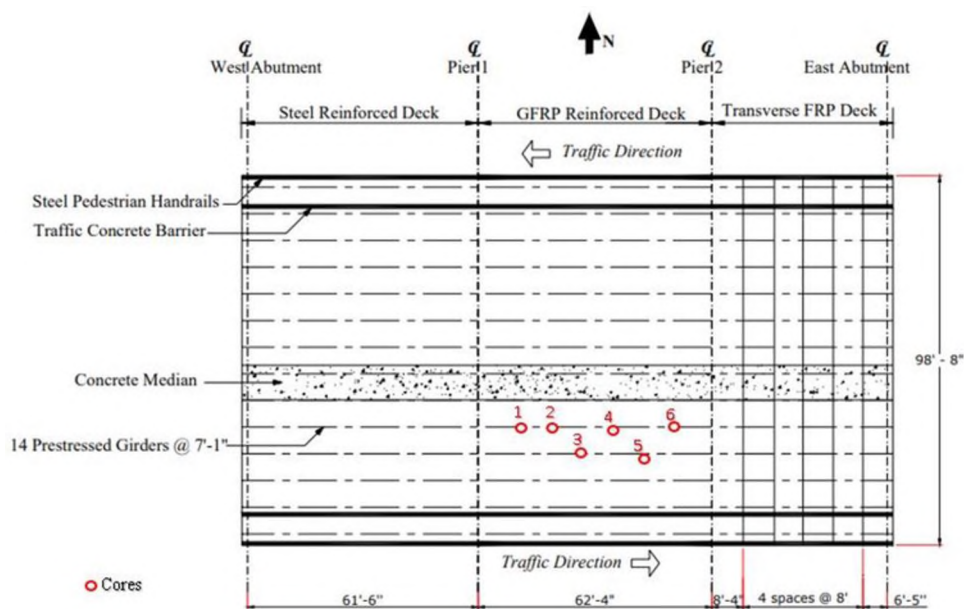 N
℄ ℄ ℄ ℄
West Abutment Pier 1 Pier 2 East Abutment
Steel Reinforced Deck GFRP Reinforced Deck Transverse FRP Deck
Traffic Direction
Steel Pedestrian Handrails
Traffic Concrete Barrier
98' - 8"
Concrete Median
1 2 4 6
14 Prestressed Girders @ 7'-1"
3 5
Traffic Direction
Cores
61'-6" 62'-4" 8'-4" 4 spaces @ 8' 6'-5"